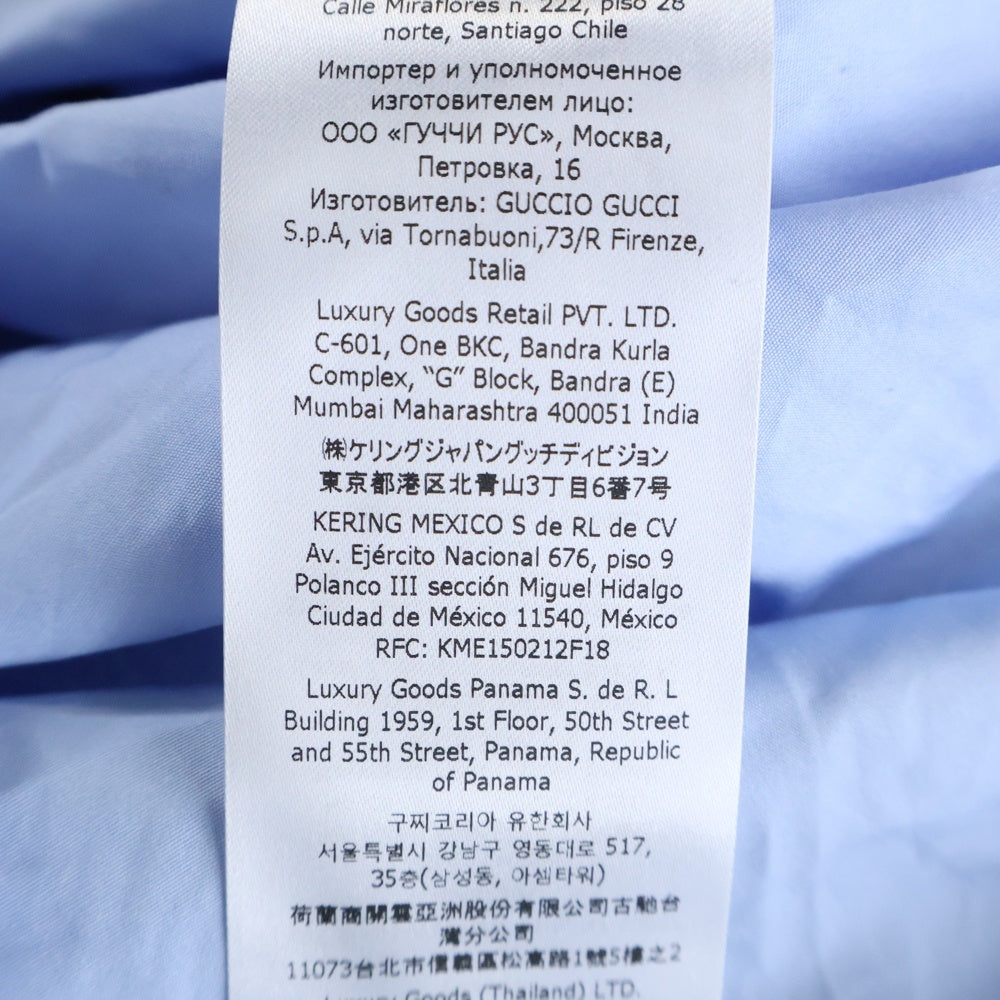 Calle Miraflores n. 222, piso 28
norte, Santiago Chile
Импортер и уполномоченное
изготовителем лицо:
ООО «ГУЧЧИ РУС», Москва,
Петровка, 16
Изготовитель: GUCCIO GUCCI
S.p.A, via Tornabuoni,73/R Firenze,
Italia
Luxury Goods Retail PVT. LTD.
C-601, One BKC, Bandra Kurla
Complex, “G” Block, Bandra (E)
Mumbai Maharashtra 400051 India
㈱ケリングジャパングッチディビジョン
東京都港区北青山3丁目6番7号
KERING MEXICO S de RL de CV
Av. Ejército Nacional 676, piso 9
Polanco III sección Miguel Hidalgo
Ciudad de México 11540, México
RFC: KME150212F18
Luxury Goods Panama S. de R. L
Building 1959, 1st Floor, 50th Street
and 55th Street, Panama, Republic
of Panama
구찌코리아 유한회사
서울특별시 강남구 영동대로 517,
35층(삼성동, 아셈타워)
荷蘭商開雲亞洲股份有限公司古馳台
灣分公司
11073台北市信義區松高路1號5樓之2
Luxury Goods (Thailand) LTD.